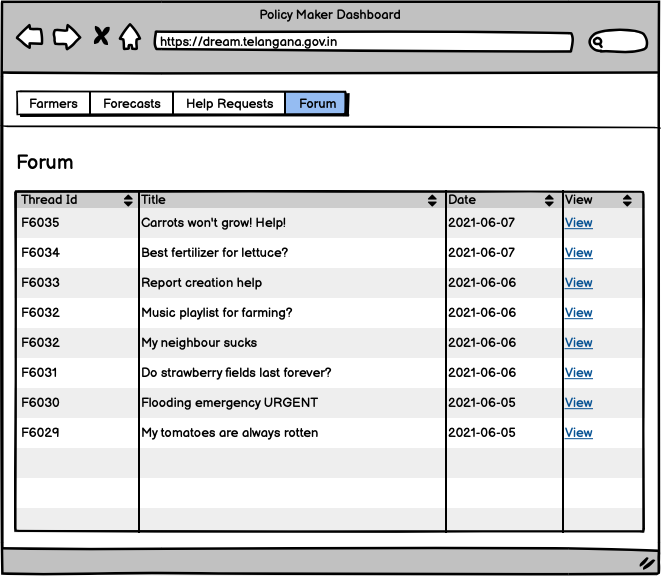 Policy Maker Dashboard
https://dream.telangana.gov.in
Farmers Forecasts Help Requests Forum
Forum
Thread Id Title Date View
F6035 Carrots won't grow! Help! 2021-06-07 View
F6034 Best fertilizer for lettuce? 2021-06-07 View
F6033 Report creation help 2021-06-06 View
F6032 Music playlist for farming? 2021-06-06 View
F6032 My neighbour sucks 2021-06-06 View
F6031 Do strawberry fields last forever? 2021-06-06 View
F6030 Flooding emergency URGENT 2021-06-05 View
F6029 My tomatoes are always rotten 2021-06-05 View